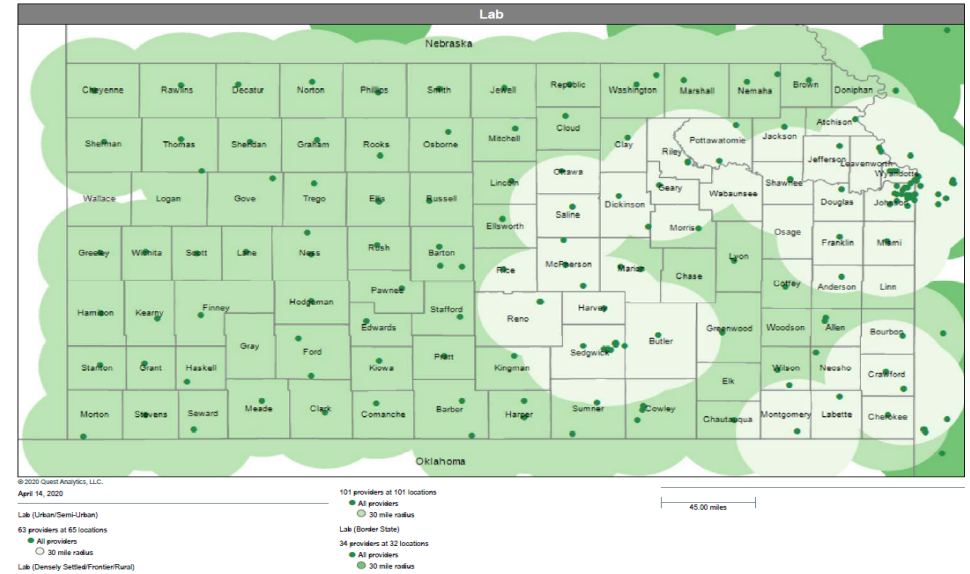 Lab
Nebraska
Cheyenne Rawlins Decatur Norton Phillips Smith Jewell Republic Washington Marshall Nemaha Brown Doniphan
Cloud Atchison
Sherman Thomas Sheridan Graham Rooks Osborne Mitchell Clay Riley Pottawatomie Jackson
Jefferson Leavenworth
Lincoln Ottawa Geary Shawnee Wyandotte
Wallace Logan Gove Trego Ellis Russell Dickinson Wabaunsee Douglas Johnson
Ellsworth Saline Morris Osage
Greeley Wichita Scott Lane Ness Rush Barton Franklin Miami
Rice McPherson Marion Lyon
Chase Coffey Anderson Linn
Pawnee
Hamilton Kearny Finney Hodgeman Stafford Reno Harvey
Edwards Greenwood Woodson Allen Bourbon
Gray Ford Sedgwick Butler
Stanton Grant Haskell Kiowa Pratt Kingman Wilson Neosho Crawford
Elk
Morton Stevens Seward Meade Clark Comanche Barber Harper Sumner Cowley Chautauqua Montgomery Labette Cherokee
Oklahoma
© 2020 Quest Analytics, LLC.
April 14, 2020
Lab (Urban/Semi-Urban)
63 providers at 65 locations
All providers
30 mile radius
Lab (Densely Settled/Frontier/Rural)
101 providers at 101 locations
All providers
30 mile radius
Lab (Border State)
34 providers at 32 locations
All providers
30 mile radius
45.00 miles